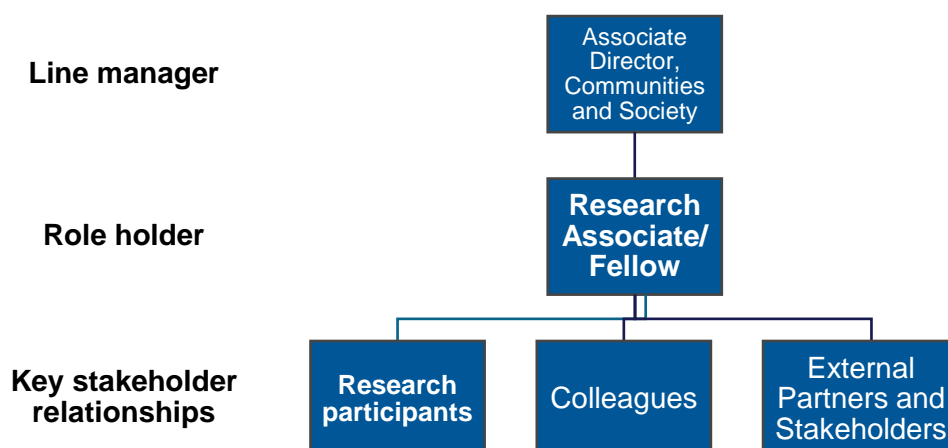 Line manager
Associate
Director,
Communities
and Society
Role holder
Research
Associate/
Fellow
Key stakeholder
relationships
Research
participants
Colleagues
External
Partners and
Stakeholders